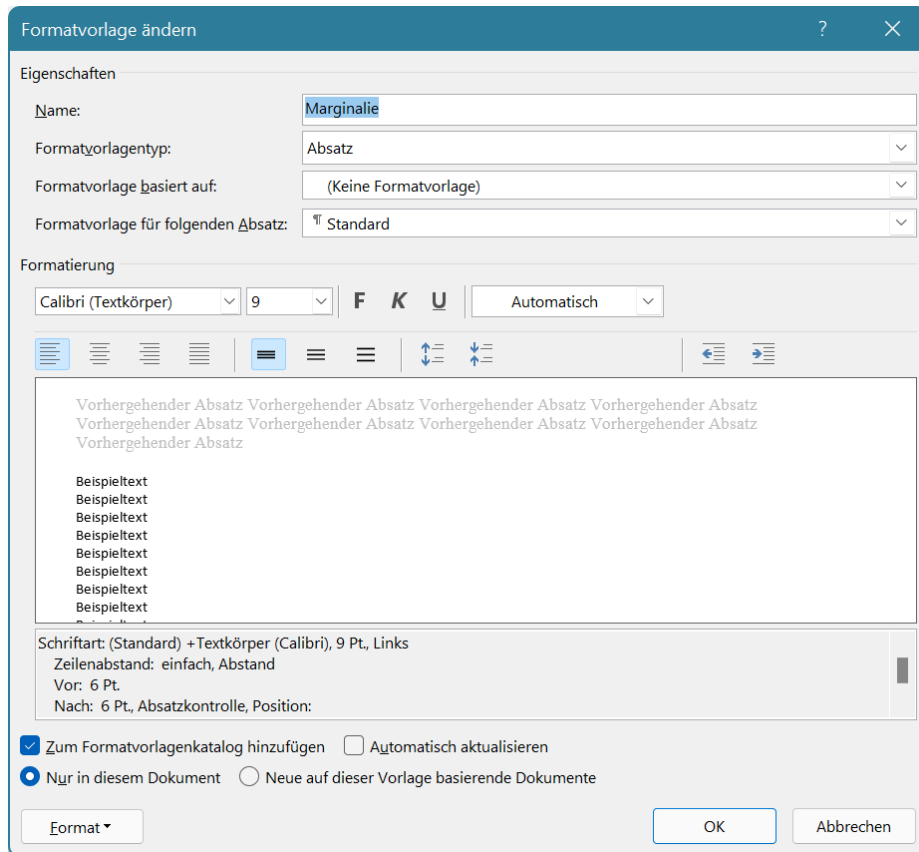 Formatvorlage ändern ?
Eigenschaften
Name: Marginalie
Formatvorlagentyp: Absatz
Formatvorlage basiert auf: (Keine Formatvorlage)
Formatvorlage für folgenden Absatz: ¶ Standard
Formatierung
Calibri (Textkörper) 9 F K U Automatisch
Vorhergehender Absatz Vorhergehender Absatz Vorhergehender Absatz Vorhergehender Absatz
Vorhergehender Absatz Vorhergehender Absatz Vorhergehender Absatz Vorhergehender Absatz
Vorhergehender Absatz
Beispieltext
Beispieltext
Beispieltext
Beispieltext
Beispieltext
Beispieltext
Beispieltext
Beispieltext
Schriftart: (Standard) +Textkörper (Calibri), 9 Pt., Links
Zeilenabstand: einfach, Abstand
Vor: 6 Pt.
Nach: 6 Pt., Absatzkontrolle, Position:
Zum Formatvorlagenkatalog hinzufügen Automatisch aktualisieren
Nur in diesem Dokument Neue auf dieser Vorlage basierende Dokumente
Format OK Abbrechen